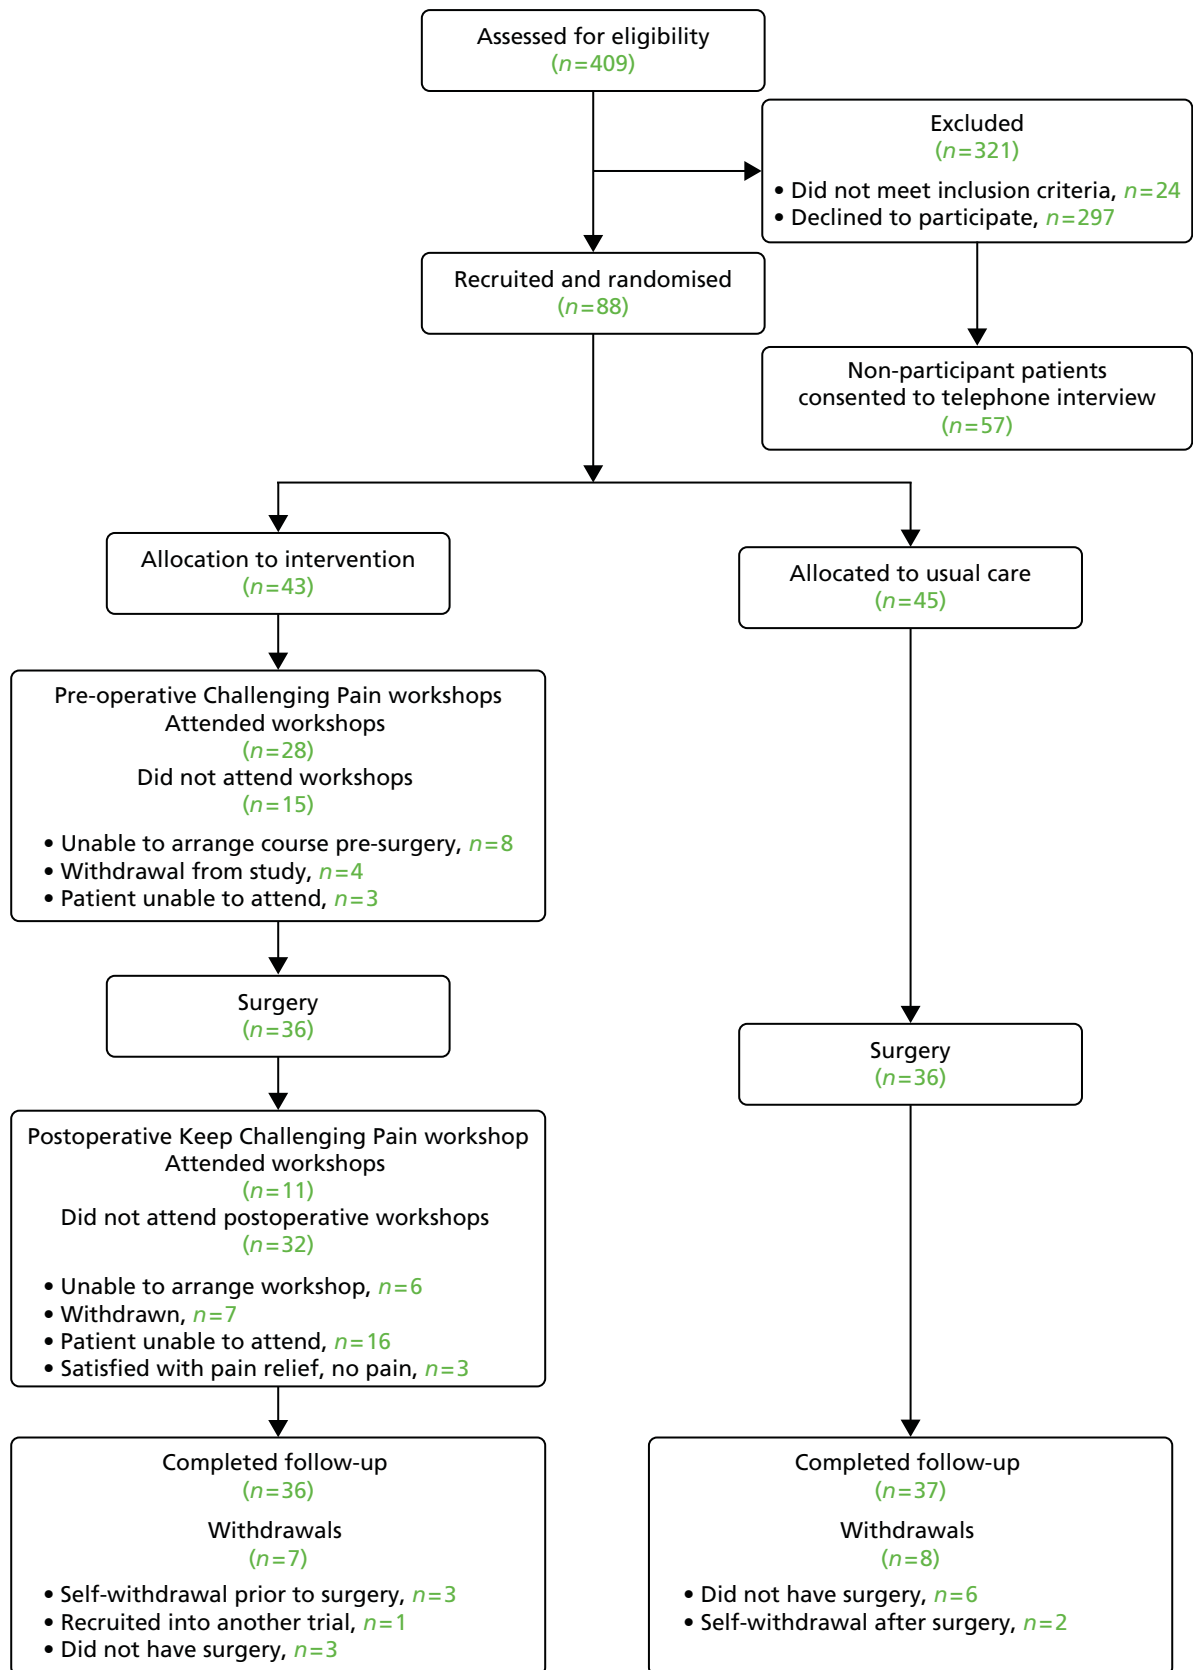 Assessed for eligibility
(n=409)
Excluded
(n=321)
• Did not meet inclusion criteria, n=24
• Declined to participate, n=297
Recruited and randomised
(n=88)
Non-participant patients
consented to telephone interview
(n=57)
Allocation to intervention
(n=43)
Allocated to usual care
(n=45)
Pre-operative Challenging Pain workshops
Attended workshops
(n=28)
Did not attend workshops
(n=15)
• Unable to arrange course pre-surgery, n=8
• Withdrawal from study, n=4
• Patient unable to attend, n=3
Surgery
(n=36)
Surgery
(n=36)
Postoperative Keep Challenging Pain workshop
Attended workshops
(n=11)
Did not attend postoperative workshops
(n=32)
• Unable to arrange workshop, n=6
• Withdrawn, n=7
• Patient unable to attend, n=16
• Satisfied with pain relief, no pain, n=3
Completed follow-up
(n=36)
Withdrawals
(n=7)
• Self-withdrawal prior to surgery, n=3
• Recruited into another trial, n=1
• Did not have surgery, n=3
Completed follow-up
(n=37)
Withdrawals
(n=8)
• Did not have surgery, n=6
• Self-withdrawal after surgery, n=2